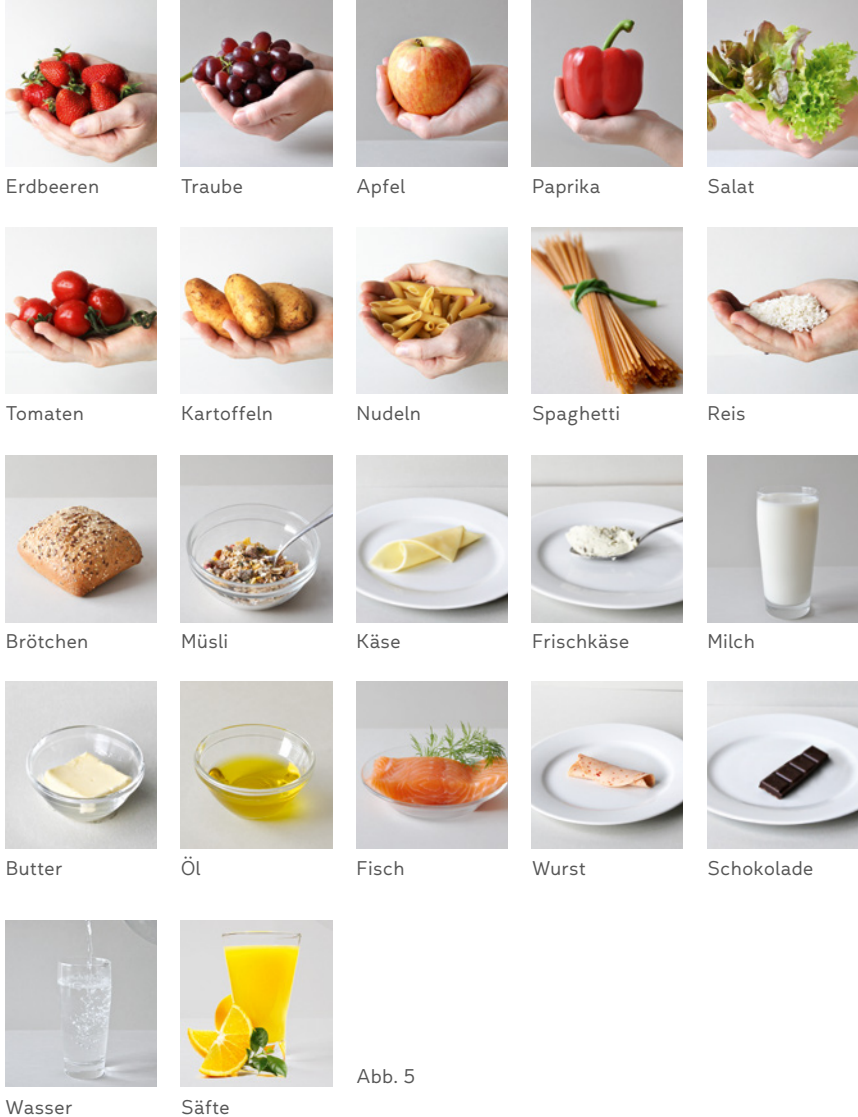 Erdbeeren
Traube
Apfel
Paprika
Salat
Tomaten
Kartoffeln
Nudeln
Spaghetti
Reis
Brötchen
Müsli
Käse
Frischkäse
Milch
Butter
Öl
Fisch
Wurst
Schokolade
Abb. 5
Wasser
Säfte